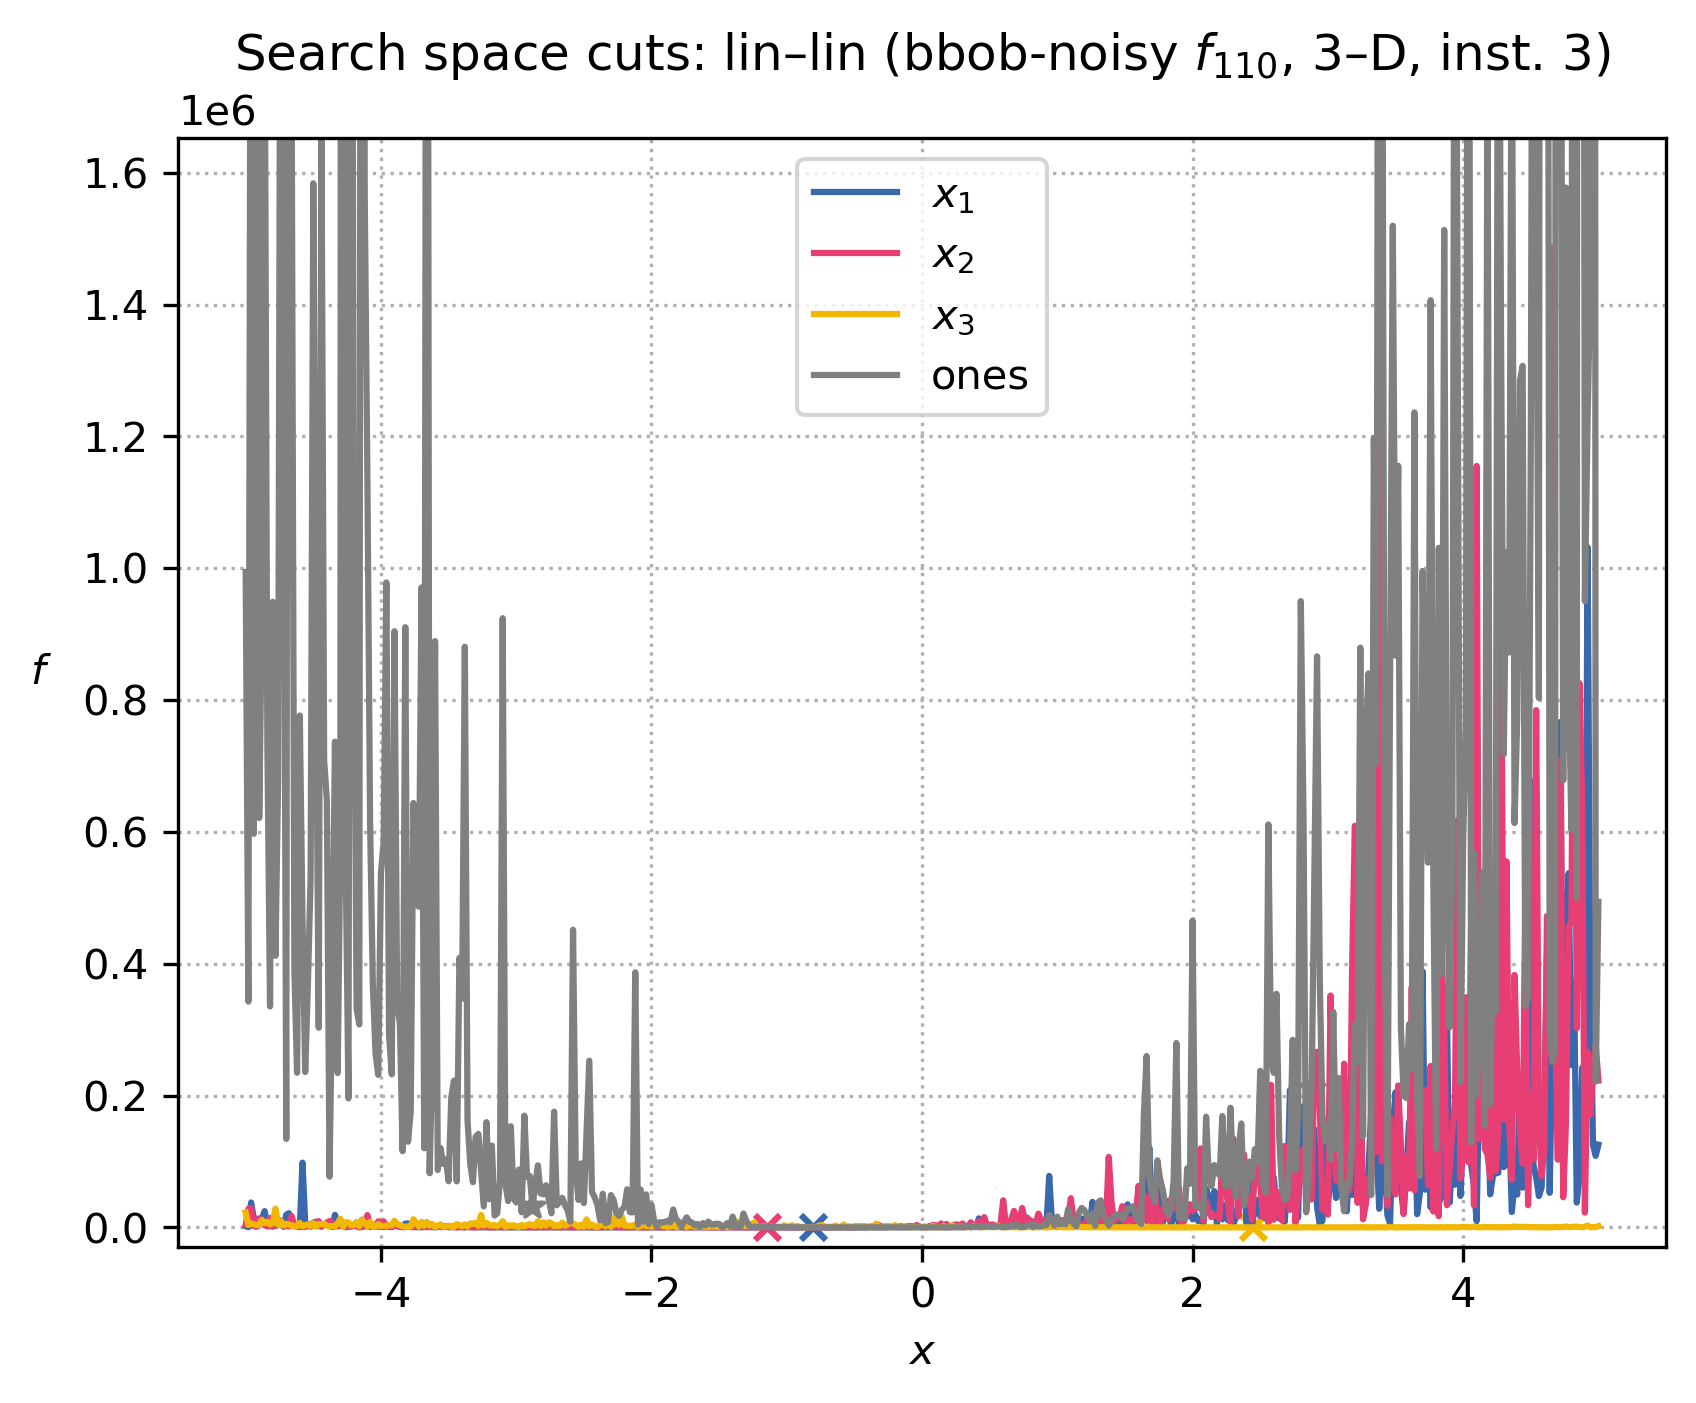 Search space cuts: lin–lin (bbob-noisy f₁₁₀, 3–D, inst. 3)
1e6
1.6
1.4
1.2
1.0
0.8
0.6
0.4
0.2
0.0
f
x₁
x₂
x₃
ones
−4 −2 0 2 4
x